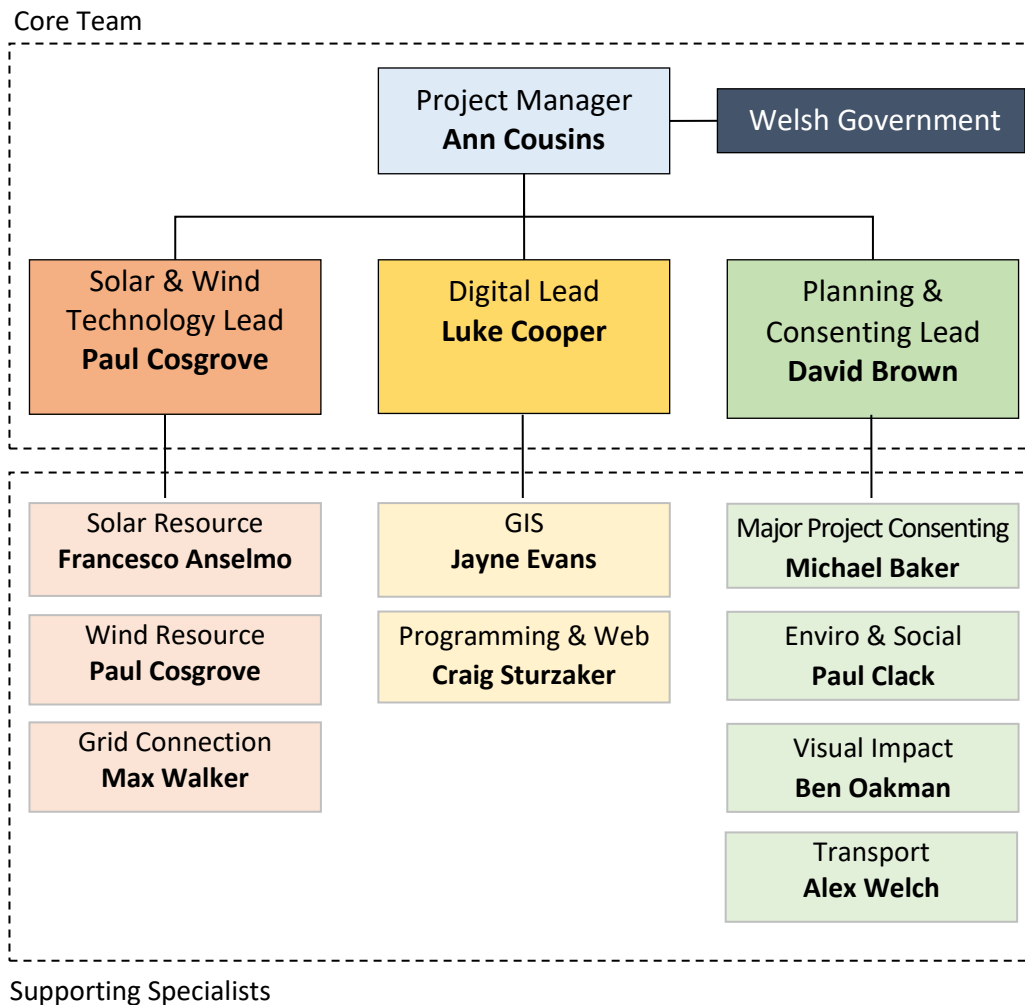 Core Team
Project Manager
Ann Cousins
Welsh Government
Solar & Wind
Technology Lead
Paul Cosgrove
Digital Lead
Luke Cooper
Planning &
Consenting Lead
David Brown
Solar Resource
Francesco Anselmo
Wind Resource
Paul Cosgrove
Grid Connection
Max Walker
GIS
Jayne Evans
Programming & Web
Craig Sturzaker
Major Project Consenting
Michael Baker
Enviro & Social
Paul Clack
Visual Impact
Ben Oakman
Transport
Alex Welch
Supporting Specialists